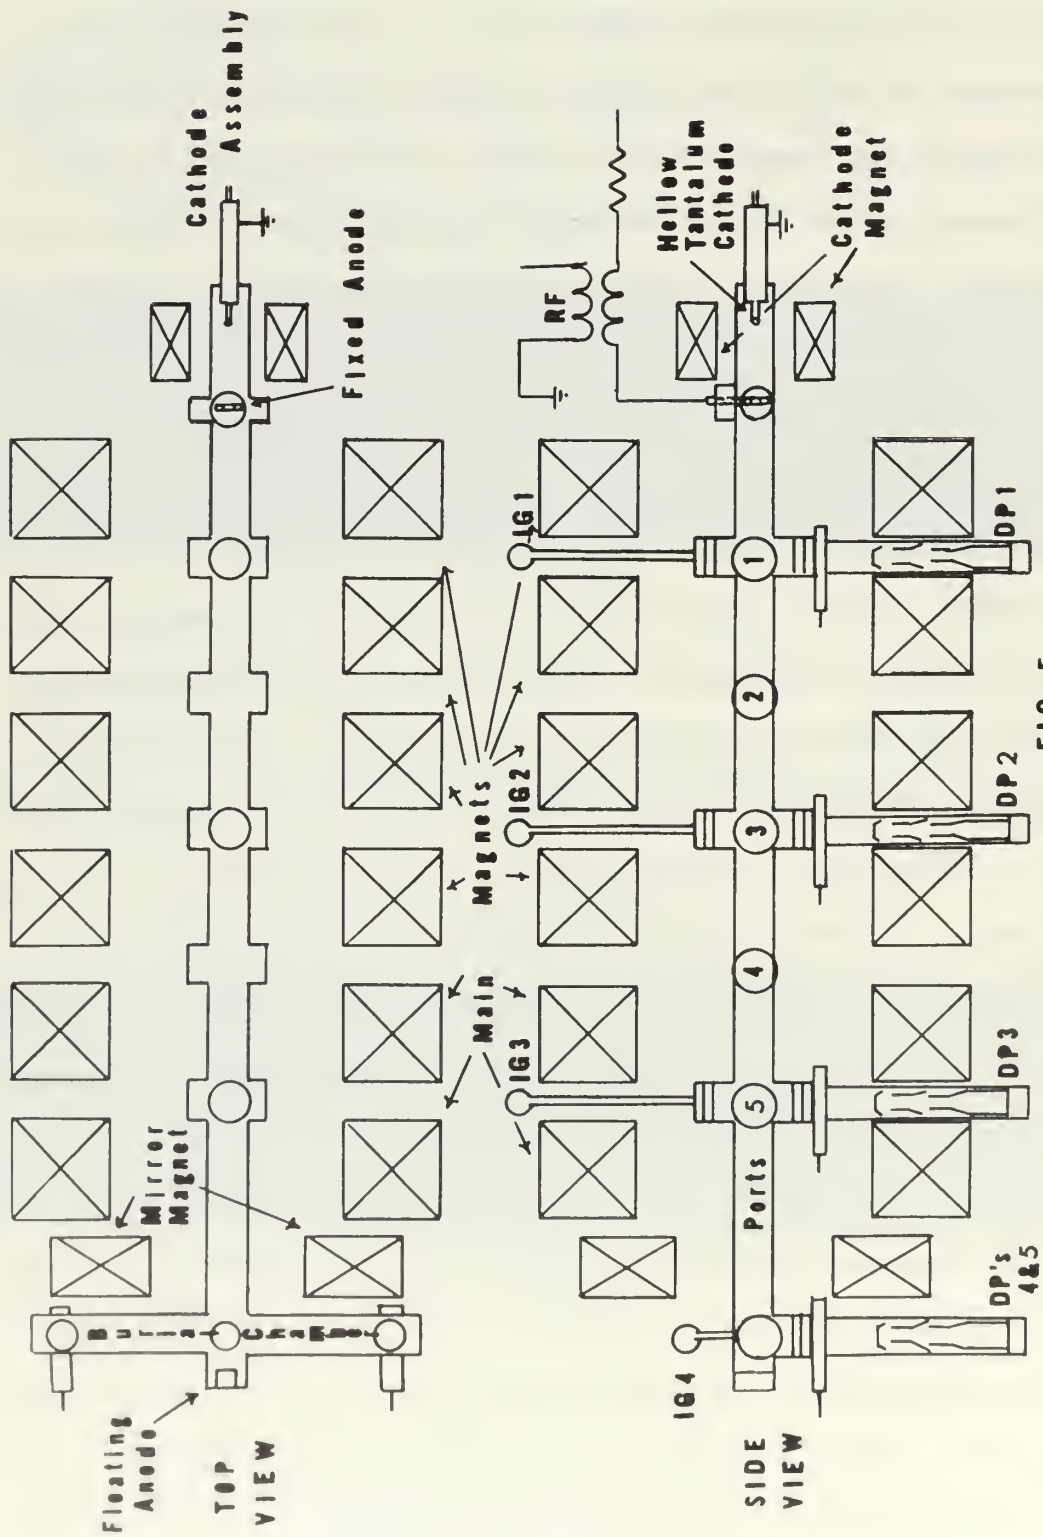 Cathode
Assembly
Fixed Anode
Mirror
Magnet
Burial Chamber
Floating
Anode
TOP
VIEW
RF
Hollow
Tantalum
Cathode
Cathode
Magnet
Main Magnets
IG1
IG2
IG3
IG4
1
2
3
4
5
Ports
DP1
DP2
DP3
DP's
4&5
SIDE
VIEW